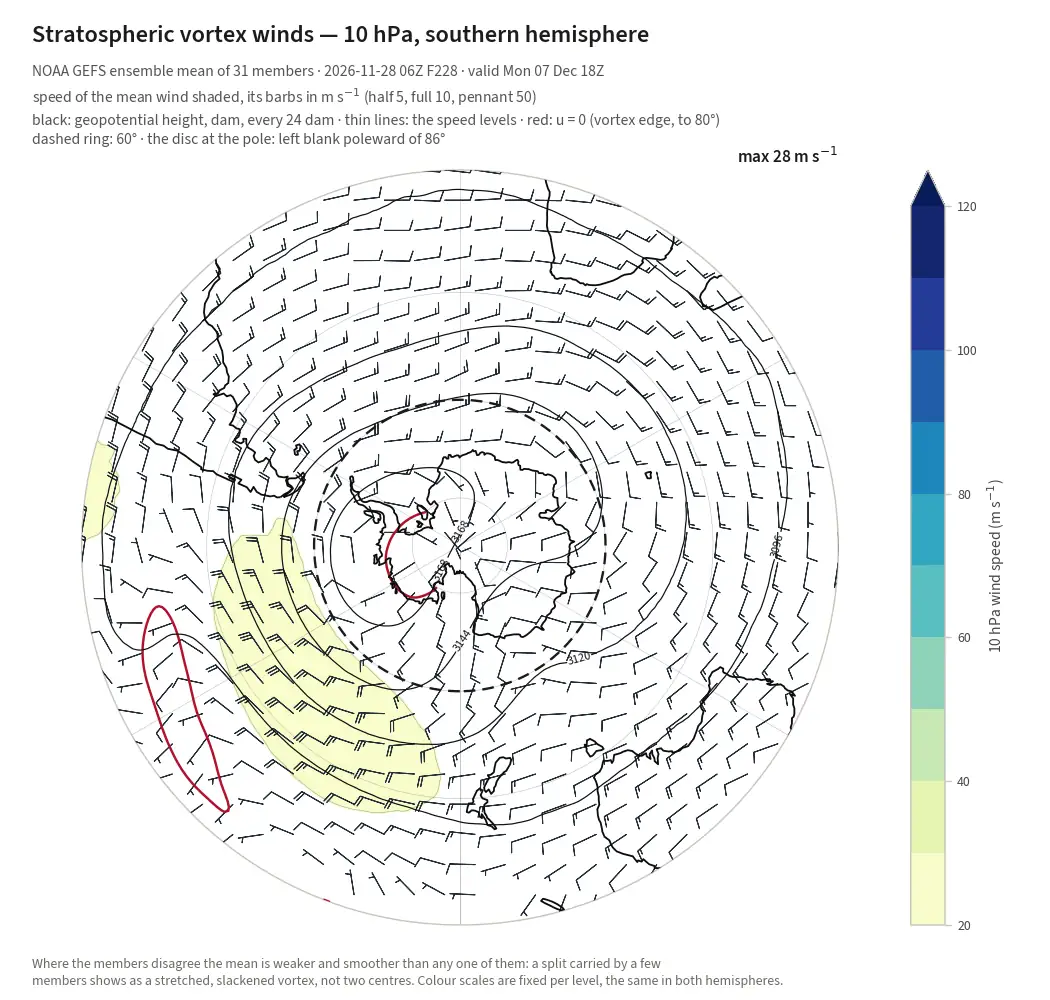 Stratospheric vortex winds — 10 hPa, southern hemisphere
NOAA GEFS ensemble mean of 31 members · 2026-11-28 06Z F228 · valid Mon 07 Dec 18Z
speed of the mean wind shaded, its barbs in m s⁻¹ (half 5, full 10, pennant 50)
black: geopotential height, dam, every 24 dam · thin lines: the speed levels · red: u = 0 (vortex edge, to 80°)
dashed ring: 60° · the disc at the pole: left blank poleward of 86°
max 28 m s⁻¹
120
100
80
60
40
20
10 hPa wind speed (m s⁻¹)
3168
3168
3144
3120
3096
Where the members disagree the mean is weaker and smoother than any one of them: a split carried by a few
members shows as a stretched, slackened vortex, not two centres. Colour scales are fixed per level, the same in both hemispheres.